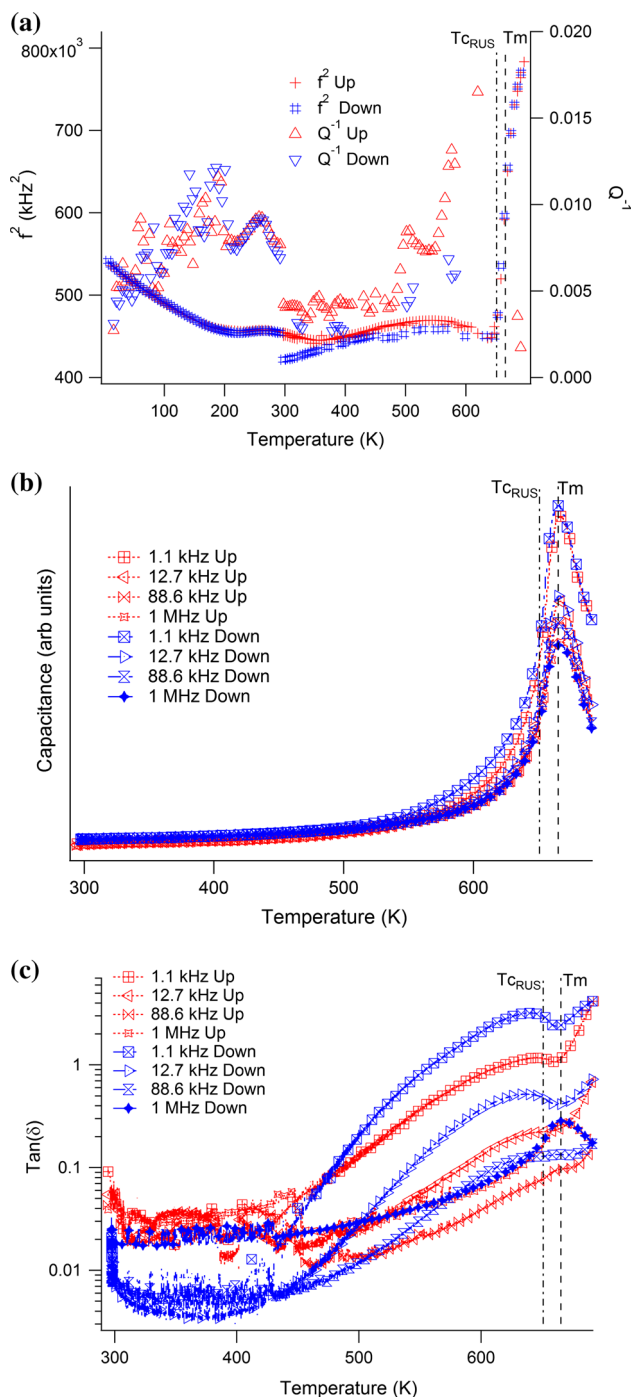 (a)
Tc_RUS Tm
800x10³
700
600
500
400
f² (kHz²)
f² Up
f² Down
Q⁻¹ Up
Q⁻¹ Down
0.020
0.015
0.010
0.005
0.000
Q⁻¹
100 200 300 400 500 600
Temperature (K)
(b)
Tc_RUS Tm
Capacitance (arb units)
1.1 kHz Up
12.7 kHz Up
88.6 kHz Up
1 MHz Up
1.1 kHz Down
12.7 kHz Down
88.6 kHz Down
1 MHz Down
300 400 500 600
Temperature (K)
(c)
Tc_RUS Tm
1.1 kHz Up
12.7 kHz Up
88.6 kHz Up
1 MHz Up
1.1 kHz Down
12.7 kHz Down
88.6 kHz Down
1 MHz Down
Tan(δ)
1
0.1
0.01
300 400 500 600
Temperature (K)